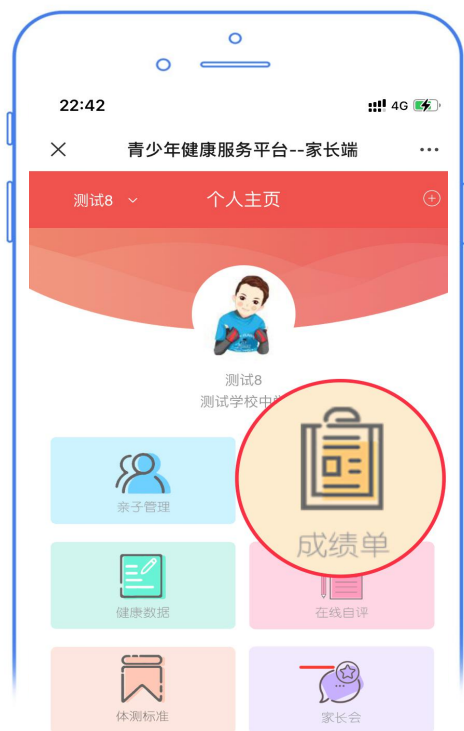 22:42
4G
青少年健康服务平台--家长端
测试8
个人主页
测试8
测试学校中
亲子管理
成绩单
健康数据
在线自评
体测标准
家长会